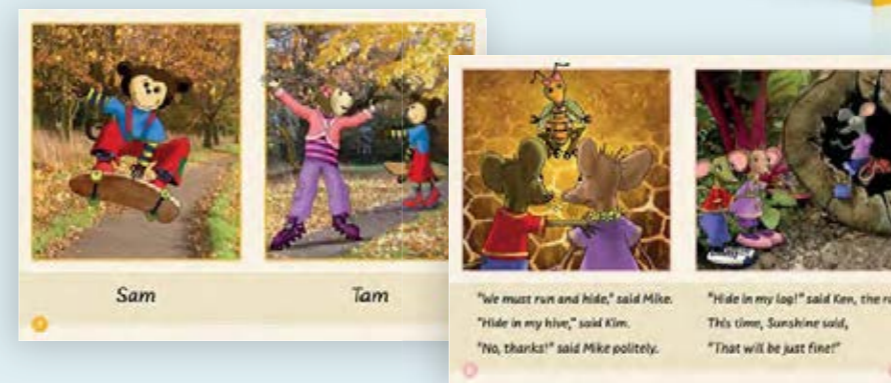 Sam
Tam
"We must run and hide," said Mike.
"Hide in my hive," said Kim.
"No, thanks!" said Mike politely.
"Hide in my log!" said Ken, the
This time, Sunshine said,
"That will be just fine!"